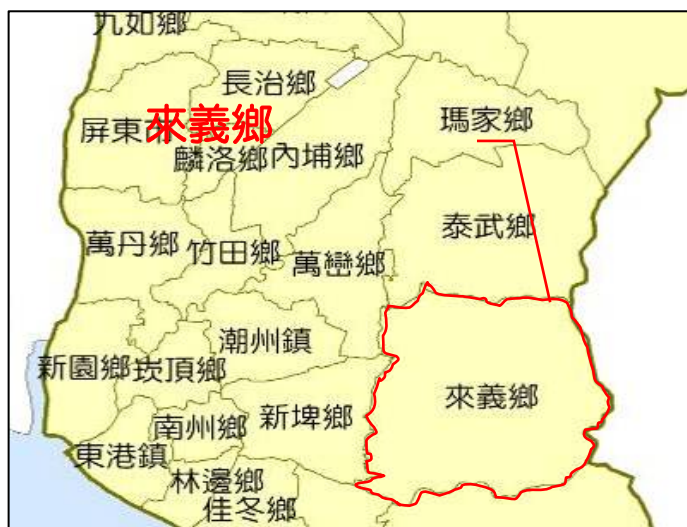 九如鄉
長治鄉
瑪家鄉
屏東市
來義鄉
麟洛鄉
內埔鄉
泰武鄉
萬丹鄉
竹田鄉
萬巒鄉
潮州鎮
新園鄉
崁頂鄉
來義鄉
新埤鄉
南州鄉
東港鎮
林邊鄉
佳冬鄉